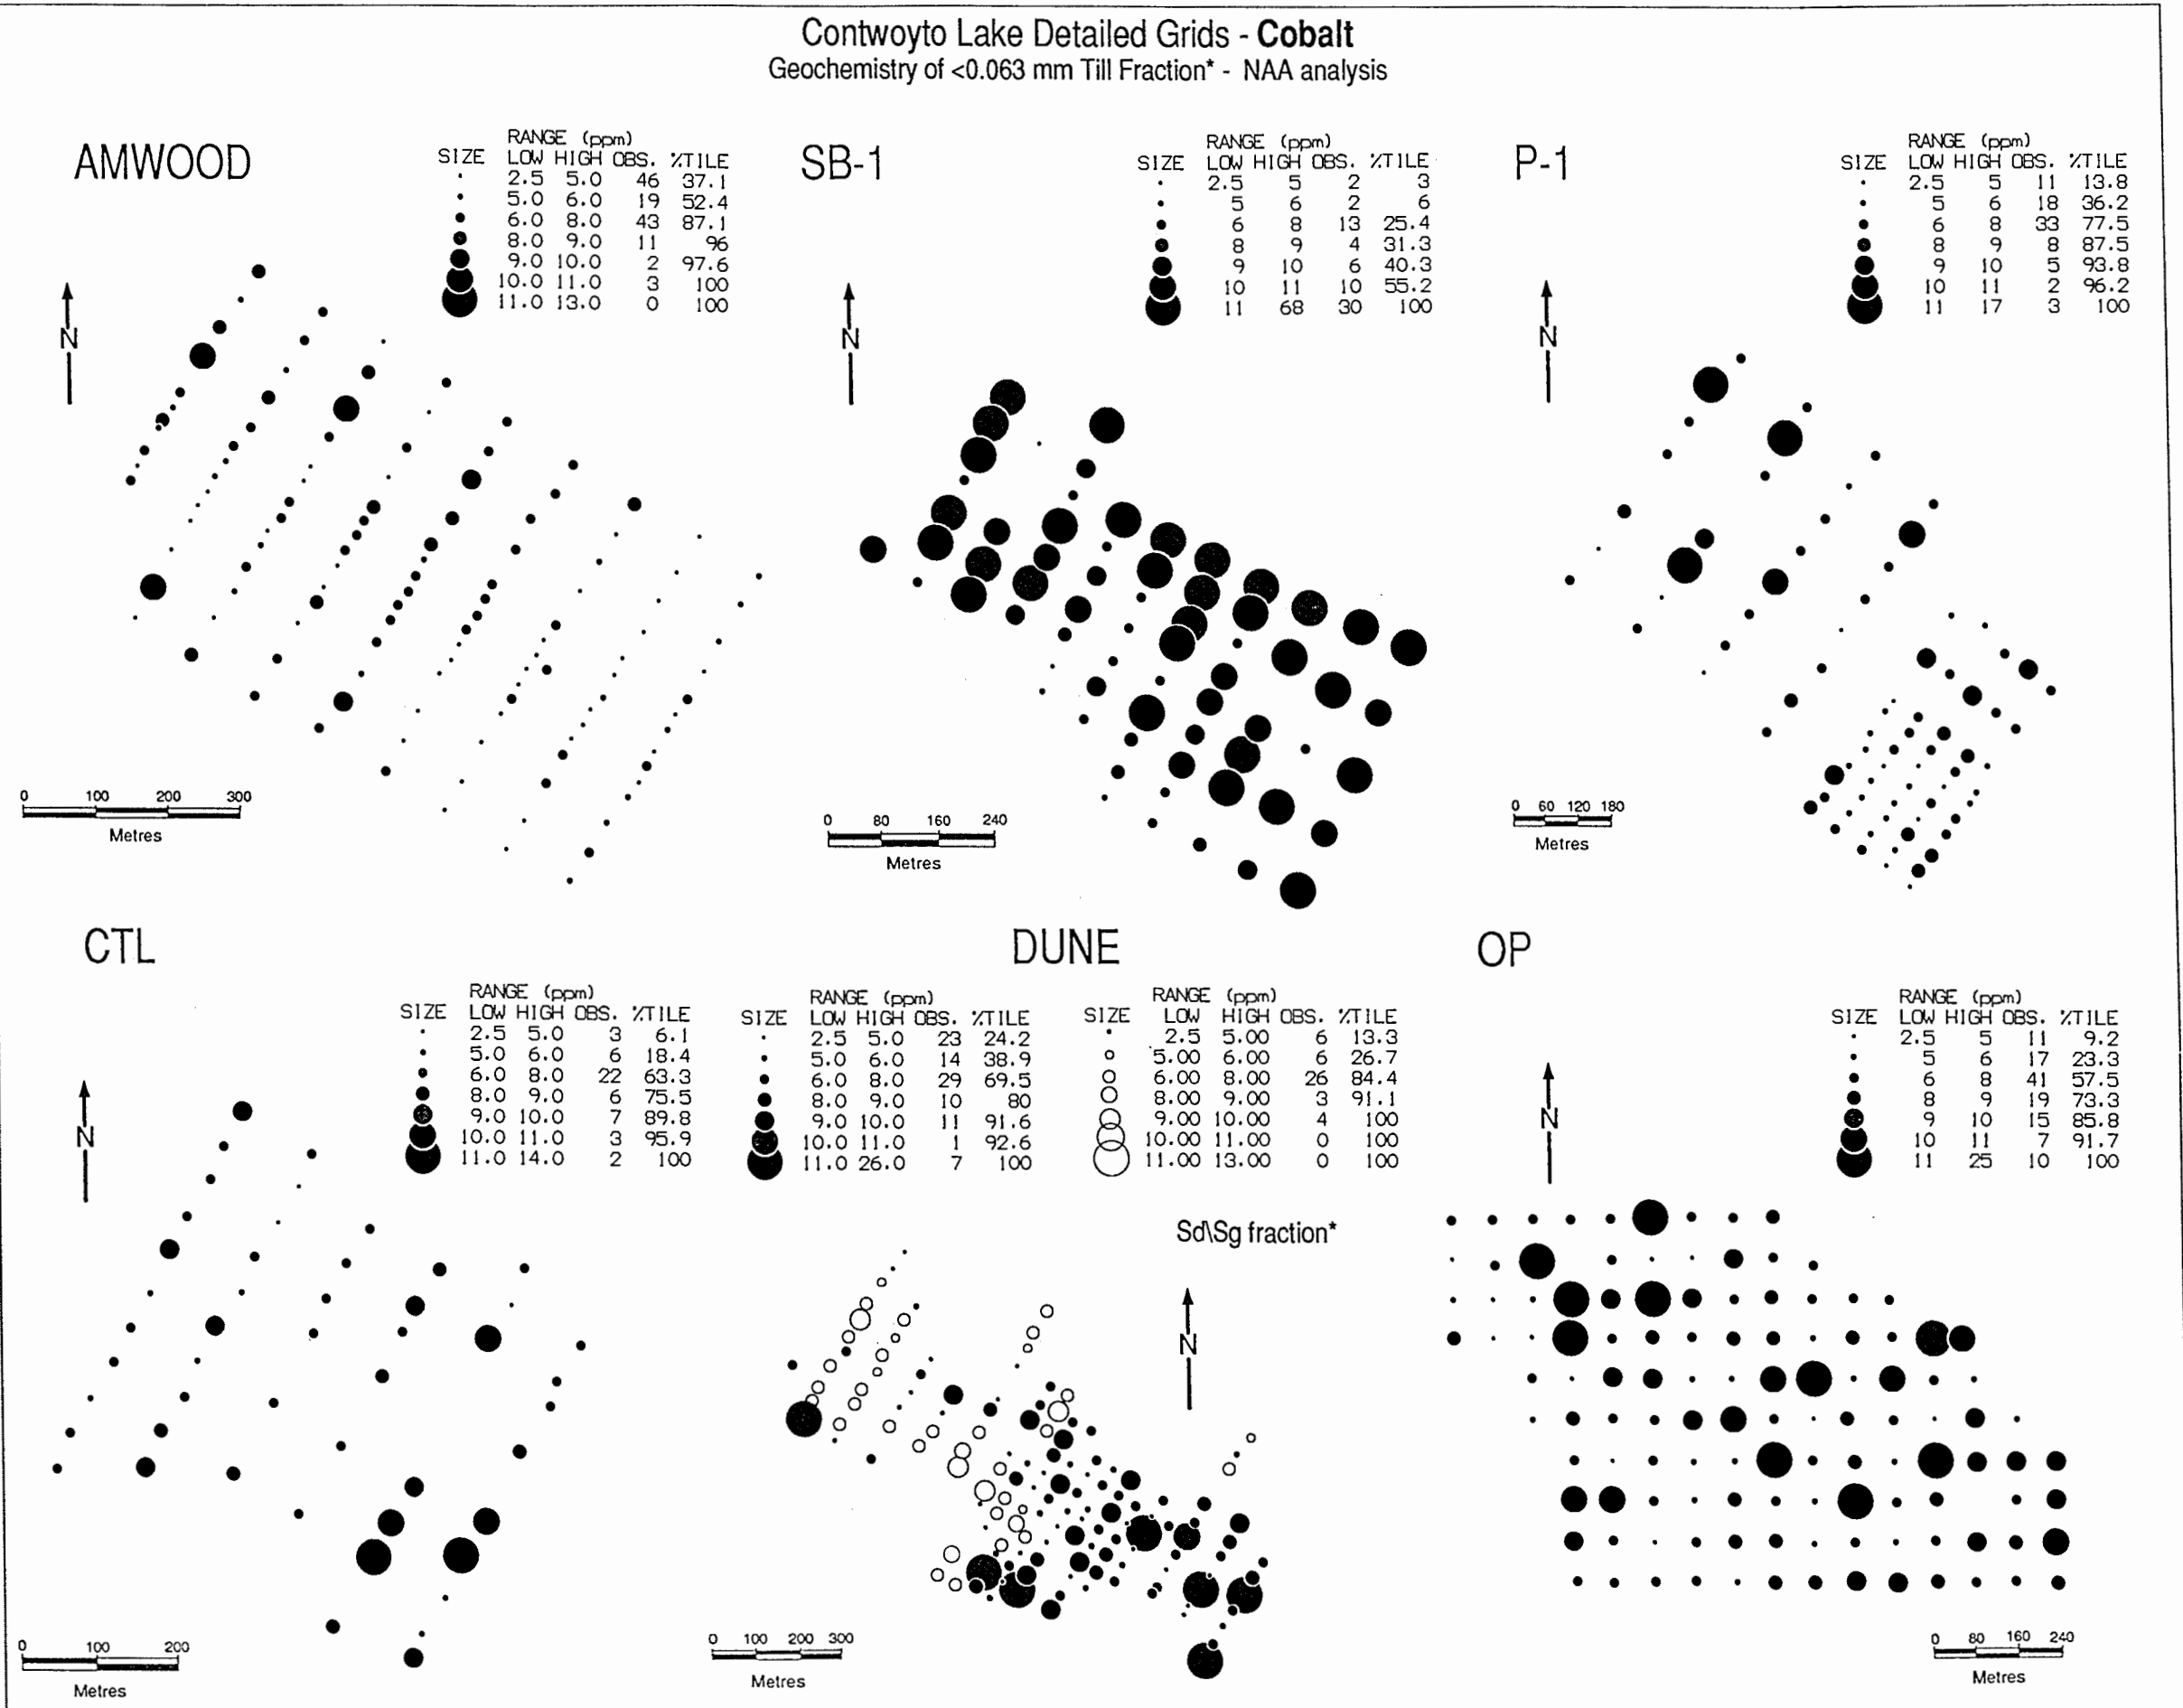 Contwoyto Lake Detailed Grids - Cobalt
Geochemistry of <0.063 mm Till Fraction* - NAA analysis
AMWOOD
RANGE (ppm)
SIZE LOW HIGH OBS. %TILE
2.5 5.0 46 37.1
5.0 6.0 19 52.4
6.0 8.0 43 87.1
8.0 9.0 11 96
9.0 10.0 2 97.6
10.0 11.0 3 100
11.0 13.0 0 100
N
0 100 200 300
Metres
SB-1
RANGE (ppm)
SIZE LOW HIGH OBS. %TILE
2.5 5 2 3
5 6 2 6
6 8 13 25.4
8 9 4 31.3
9 10 6 40.3
10 11 10 55.2
11 68 30 100
N
0 80 160 240
Metres
P-1
RANGE (ppm)
SIZE LOW HIGH OBS. %TILE
2.5 5 11 13.8
5 6 18 36.2
6 8 33 77.5
8 9 8 87.5
9 10 5 93.8
10 11 2 96.2
11 17 3 100
N
0 60 120 180
Metres
CTL
RANGE (ppm)
SIZE LOW HIGH OBS. %TILE
2.5 5.0 3 6.1
5.0 6.0 6 18.4
6.0 8.0 22 63.3
8.0 9.0 6 75.5
9.0 10.0 7 89.8
10.0 11.0 3 95.9
11.0 14.0 2 100
N
0 100 200
Metres
DUNE
RANGE (ppm)
SIZE LOW HIGH OBS. %TILE
2.5 5.0 23 24.2
5.0 6.0 14 38.9
6.0 8.0 29 69.5
8.0 9.0 10 80
9.0 10.0 11 91.6
10.0 11.0 1 92.6
11.0 26.0 7 100
RANGE (ppm)
SIZE LOW HIGH OBS. %TILE
2.5 5.00 6 13.3
5.00 6.00 6 26.7
6.00 8.00 26 84.4
8.00 9.00 3 91.1
9.00 10.00 4 100
10.00 11.00 0 100
11.00 13.00 0 100
Sd\Sg fraction*
N
0 100 200 300
Metres
OP
RANGE (ppm)
SIZE LOW HIGH OBS. %TILE
2.5 5 11 9.2
5 6 17 23.3
6 8 41 57.5
8 9 19 73.3
9 10 15 85.8
10 11 7 91.7
11 25 10 100
N
0 80 160 240
Metres